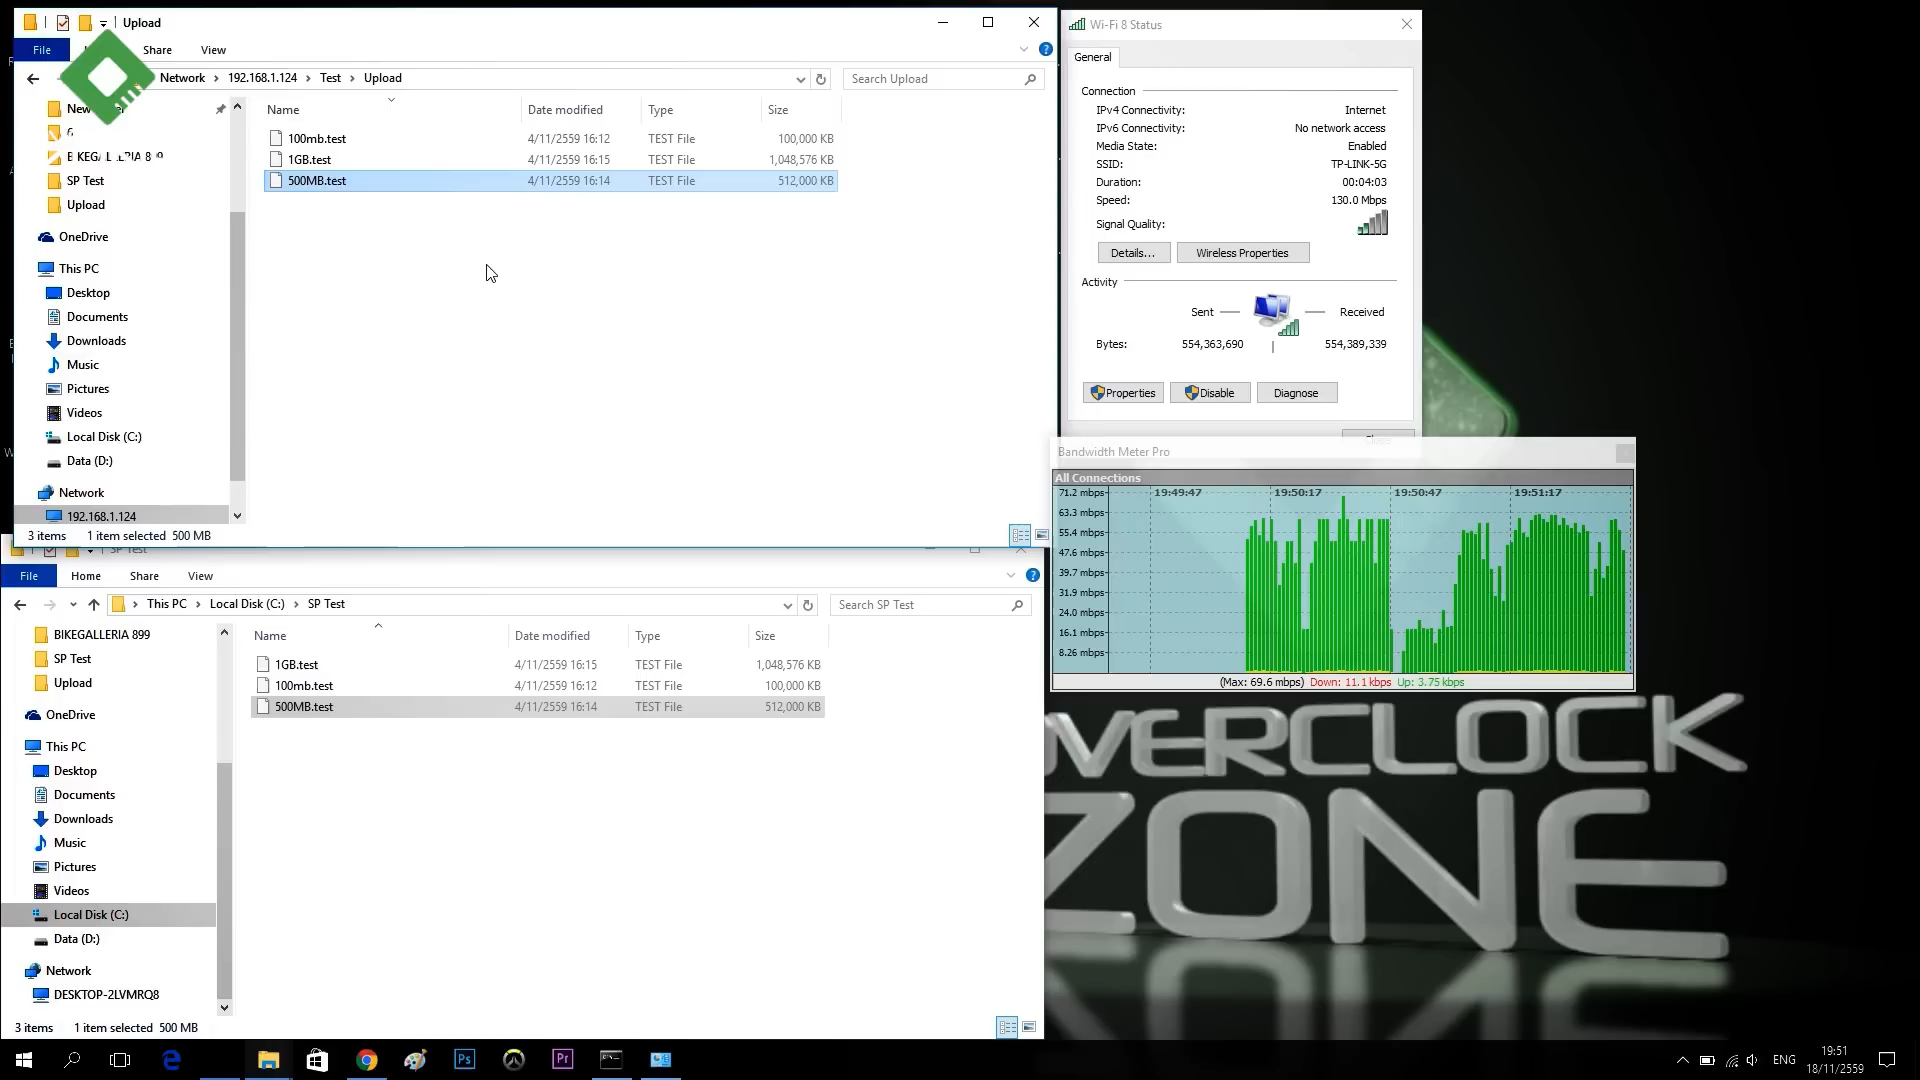 Upload
File
Share
View
Network > 192.168.1.124 > Test > Upload
Search Upload
Name
Date modified
Type
Size
100mb.test
4/11/2559 16:12
TEST File
100,000 KB
1GB.test
4/11/2559 16:15
TEST File
1,048,576 KB
500MB.test
4/11/2559 16:14
TEST File
512,000 KB
SP Test
Upload
OneDrive
This PC
Desktop
Documents
Downloads
Music
Pictures
Videos
Local Disk (C:)
Data (D:)
Network
192.168.1.124
3 items
1 item selected 500 MB
Wi-Fi 8 Status
General
Connection
IPv4 Connectivity:
Internet
IPv6 Connectivity:
No network access
Media State:
Enabled
SSID:
TP-LINK-5G
Duration:
00:04:03
Speed:
130.0 Mbps
Signal Quality:
Details...
Wireless Properties
Activity
Sent
Received
Bytes:
554,363,690
554,389,339
Properties
Disable
Diagnose
Close
Bandwidth Meter Pro
All Connections
71.2 mbps
63.3 mbps
55.4 mbps
47.6 mbps
39.7 mbps
31.9 mbps
24.0 mbps
16.1 mbps
8.26 mbps
19:49:47
19:50:17
19:50:47
19:51:17
(Max: 69.6 mbps) Down: 11.1 kbps Up: 3.75 kbps
SP Test
File
Home
Share
View
This PC > Local Disk (C:) > SP Test
Search SP Test
Name
Date modified
Type
Size
1GB.test
4/11/2559 16:15
TEST File
1,048,576 KB
100mb.test
4/11/2559 16:12
TEST File
100,000 KB
500MB.test
4/11/2559 16:14
TEST File
512,000 KB
BIKEGALLERIA 899
SP Test
Upload
OneDrive
This PC
Desktop
Documents
Downloads
Music
Pictures
Videos
Local Disk (C:)
Data (D:)
Network
DESKTOP-2LVMRQ8
3 items
1 item selected 500 MB
OVERCLOCK
ZONE
Ps
Pr
ENG
19:51
18/11/2559